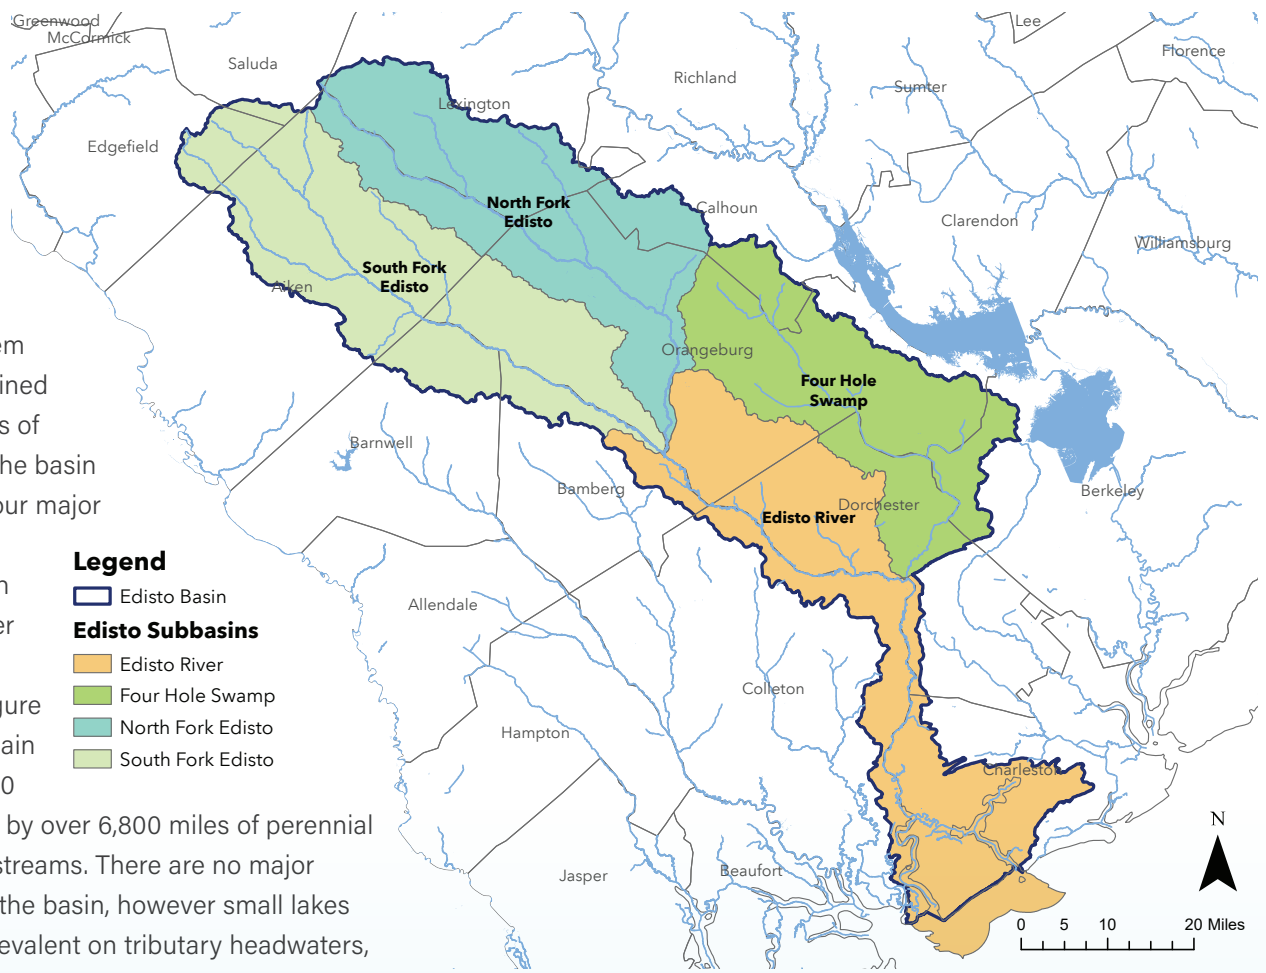 Greenwood
McCormick
Saluda
Edgefield
Lexington
Richland
Lee
Florence
Sumter
Calhoun
Clarendon
Williamsburg
North Fork
Edisto
South Fork
Edisto
Aiken
Orangeburg
Four Hole
Swamp
Barnwell
Bamberg
Edisto River
Dorchester
Berkeley
Allendale
Colleton
Hampton
Charleston
Jasper
Beaufort
em
ined
s of
the basin
our major
n
er
gure
ain
0
by over 6,800 miles of perennial
streams. There are no major
the basin, however small lakes
evalent on tributary headwaters,
Legend
Edisto Basin
Edisto Subbasins
Edisto River
Four Hole Swamp
North Fork Edisto
South Fork Edisto
N
0 5 10 20 Miles